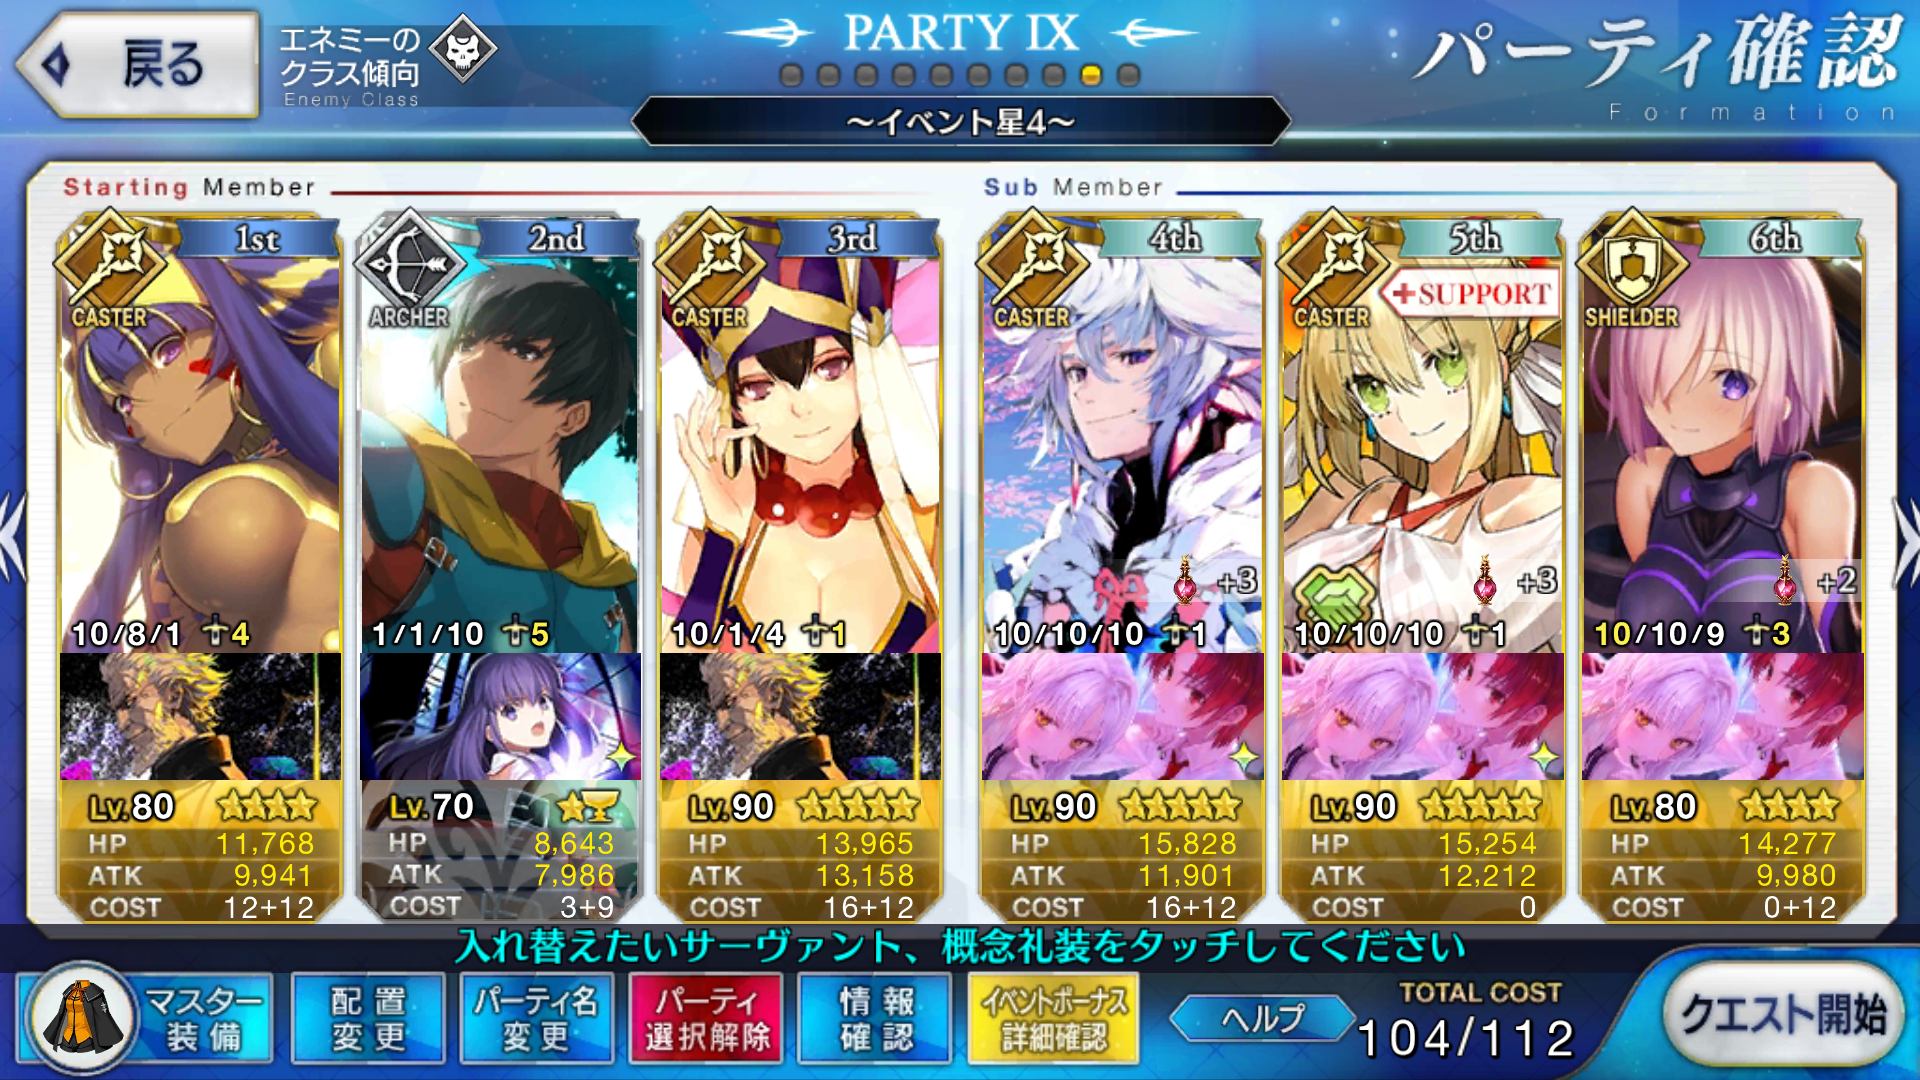 戻る
エネミーの
クラス傾向
Enemy Class
PARTY IX
～イベント星4～
パーティ確認
Formation
Starting Member
Sub Member
1st
CASTER
10/8/1 4
Lv.80
HP 11,768
ATK 9,941
COST 12+12
2nd
ARCHER
1/1/10 5
Lv.70
HP 8,643
ATK 7,986
COST 3+9
3rd
CASTER
10/1/4 1
Lv.90
HP 13,965
ATK 13,158
COST 16+12
4th
CASTER
+3
10/10/10 1
Lv.90
HP 15,828
ATK 11,901
COST 16+12
5th
CASTER
+SUPPORT
+3
10/10/10 1
Lv.90
HP 15,254
ATK 12,212
COST 0
6th
SHIELDER
+2
10/10/9 3
Lv.80
HP 14,277
ATK 9,980
COST 0+12
入れ替えたいサーヴァント、概念礼装をタッチしてください
マスター
装備
配置
変更
パーティ名
変更
パーティ
選択解除
情報
確認
イベントボーナス
詳細確認
ヘルプ
TOTAL COST
104/112
クエスト開始